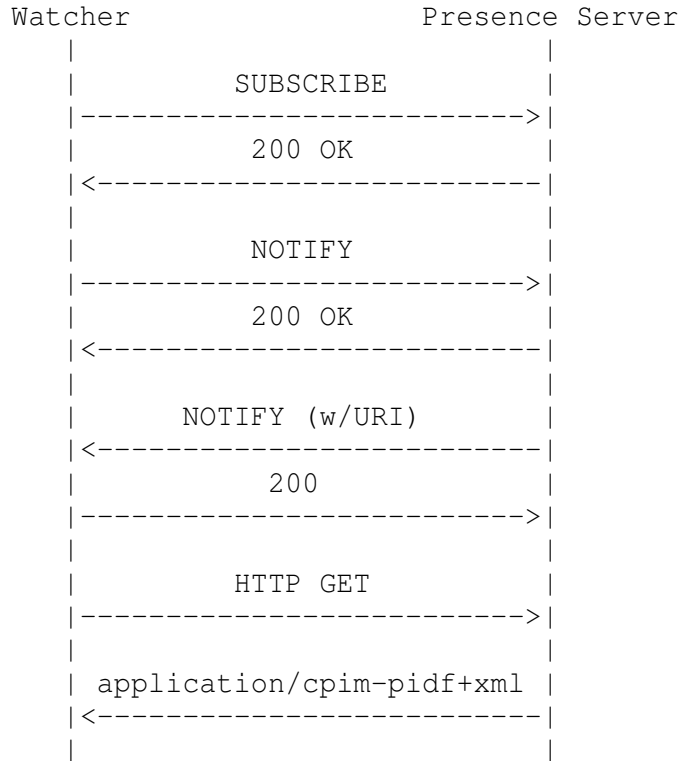 Watcher Presence Server
SUBSCRIBE
200 OK
NOTIFY
200 OK
NOTIFY (w/URI)
200
HTTP GET
application/cpim-pidf+xml